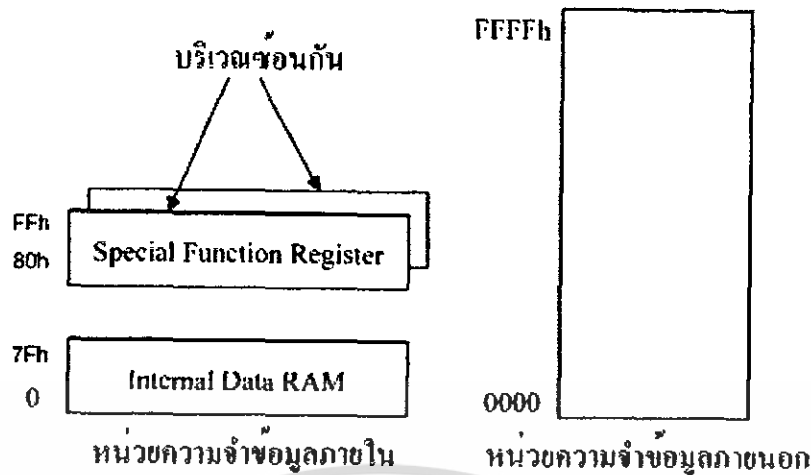 บริเวณซ้อนกัน
FFh
80h
Special Function Register
7Fh
0
Internal Data RAM
หน่วยความจำข้อมูลภายใน
FFFFh
0000
หน่วยความจำข้อมูลภายนอก